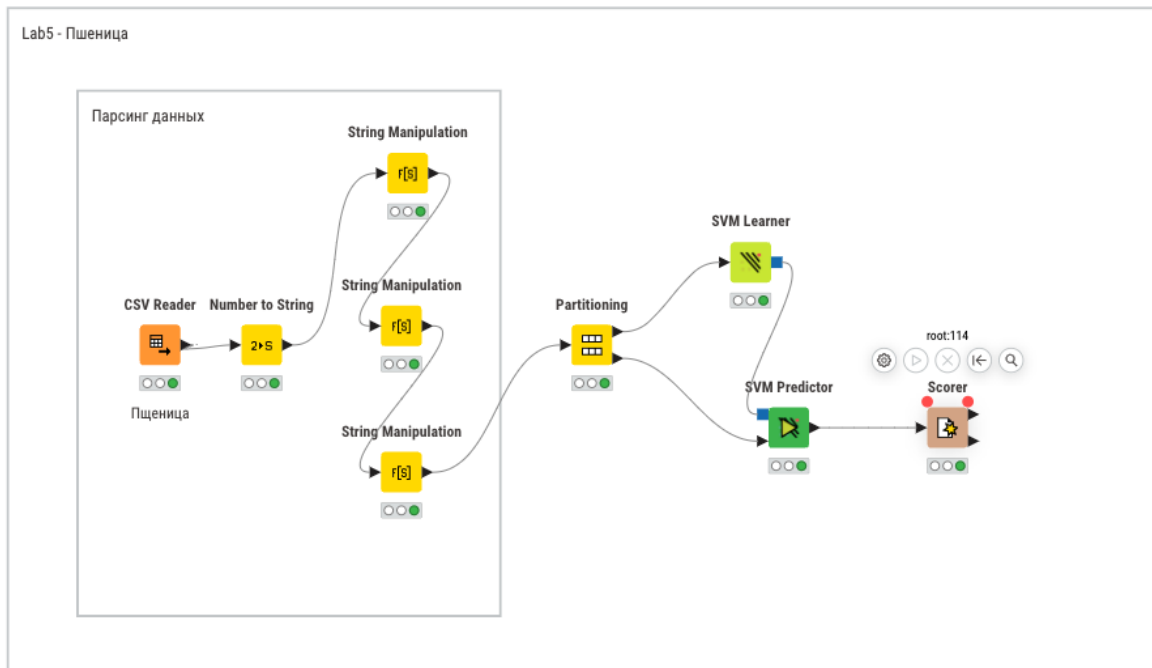 Lab5 - Пшеница
Парсинг данных
String Manipulation
F[S]
SVM Learner
String Manipulation
F[S]
CSV Reader
Number to String
2▸S
Пщеница
Partitioning
root:114
SVM Predictor
Scorer
String Manipulation
F[S]